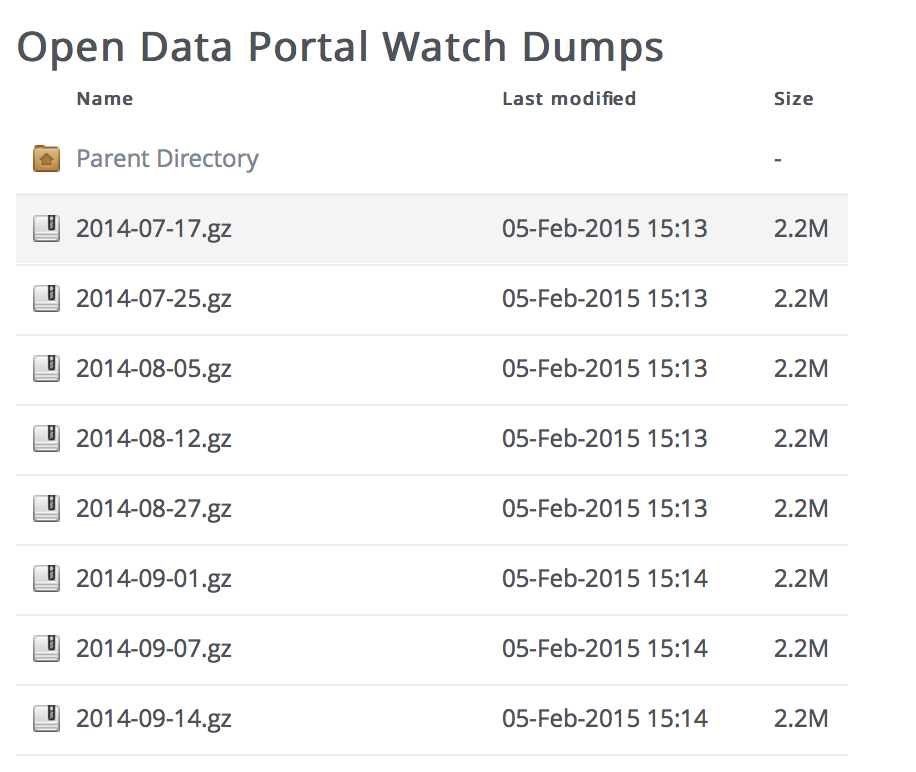 Open Data Portal Watch Dumps
Name Last modified Size
Parent Directory -
2014-07-17.gz 05-Feb-2015 15:13 2.2M
2014-07-25.gz 05-Feb-2015 15:13 2.2M
2014-08-05.gz 05-Feb-2015 15:13 2.2M
2014-08-12.gz 05-Feb-2015 15:13 2.2M
2014-08-27.gz 05-Feb-2015 15:13 2.2M
2014-09-01.gz 05-Feb-2015 15:14 2.2M
2014-09-07.gz 05-Feb-2015 15:14 2.2M
2014-09-14.gz 05-Feb-2015 15:14 2.2M